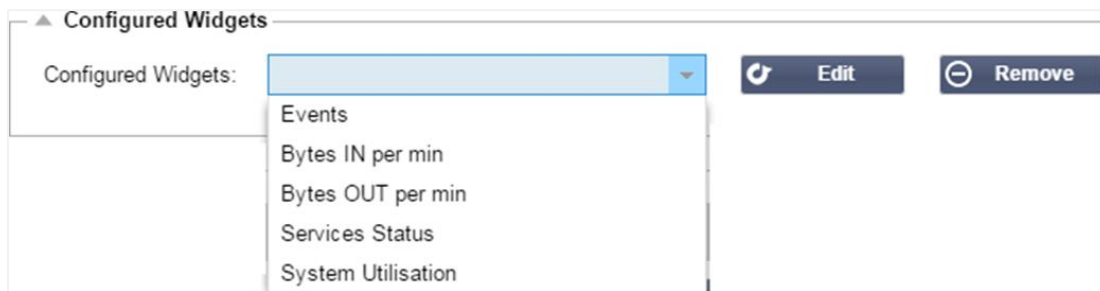 Configured Widgets
Configured Widgets: Edit Remove
Events
Bytes IN per min
Bytes OUT per min
Services Status
System Utilisation